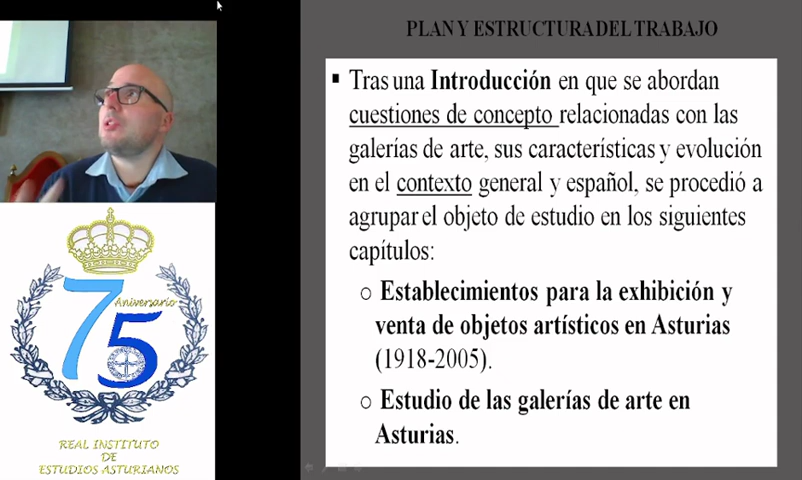 PLAN Y ESTRUCTURA DEL TRABAJO
▪ Tras una Introducción en que se abordan
cuestiones de concepto relacionadas con las
galerías de arte, sus características y evolución
en el contexto general y español, se procedió a
agrupar el objeto de estudio en los siguientes
capítulos:
o Establecimientos para la exhibición y
venta de objetos artísticos en Asturias
(1918-2005).
o Estudio de las galerías de arte en
Asturias.
75
Aniversario
REAL INSTITUTO
DE
ESTUDIOS ASTURIANOS